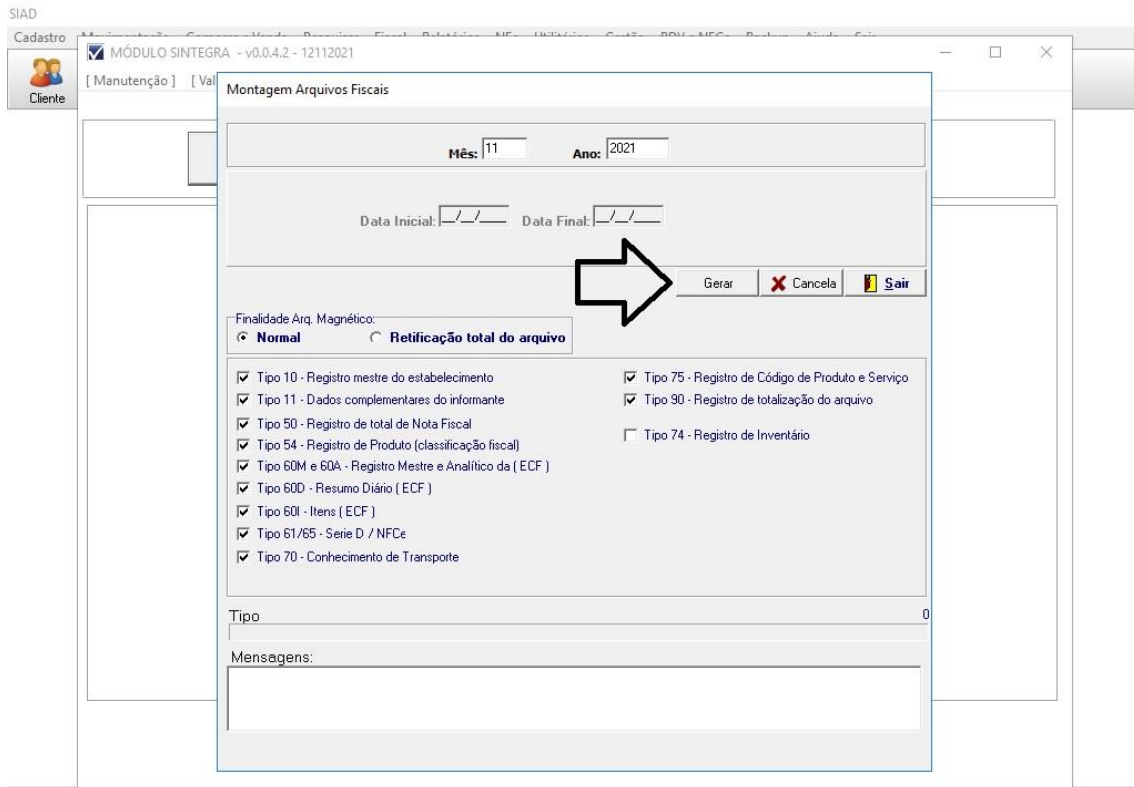 SIAD
Cadastro
MÓDULO SINTEGRA - v0.0.4.2 - 12112021
Cliente
[ Manutenção ] [ Val
Montagem Arquivos Fiscais
Mês: 11 Ano: 2021
Data Inicial: __/__/____ Data Final: __/__/____
Gerar Cancela Sair
Finalidade Arq. Magnético:
Normal Retificação total do arquivo
Tipo 10 - Registro mestre do estabelecimento
Tipo 11 - Dados complementares do informante
Tipo 50 - Registro de total de Nota Fiscal
Tipo 54 - Registro de Produto (classificação fiscal)
Tipo 60M e 60A - Registro Mestre e Analítico da ( ECF )
Tipo 60D - Resumo Diário ( ECF )
Tipo 60I - Itens ( ECF )
Tipo 61/65 - Serie D / NFCe
Tipo 70 - Conhecimento de Transporte
Tipo 75 - Registro de Código de Produto e Serviço
Tipo 90 - Registro de totalização do arquivo
Tipo 74 - Registro de Inventário
Tipo 0
Mensagens: